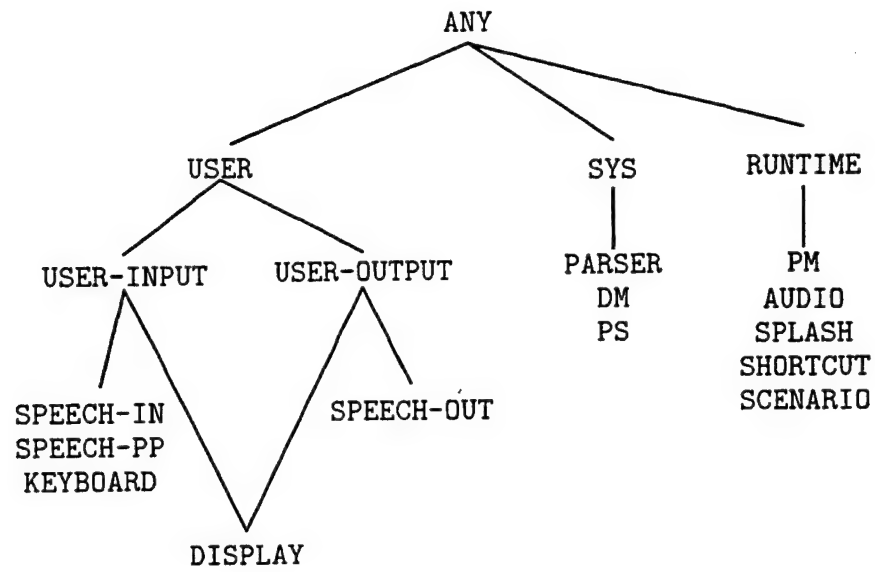 ANY
USER
SYS
RUNTIME
USER-INPUT
USER-OUTPUT
PARSER
DM
PS
PM
AUDIO
SPLASH
SHORTCUT
SCENARIO
SPEECH-IN
SPEECH-PP
KEYBOARD
SPEECH-OUT
DISPLAY